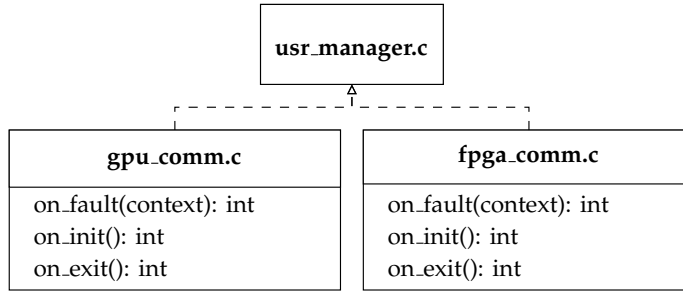 usr_manager.c
gpu_comm.c
on_fault(context): int
on_init(): int
on_exit(): int
fpga_comm.c
on_fault(context): int
on_init(): int
on_exit(): int